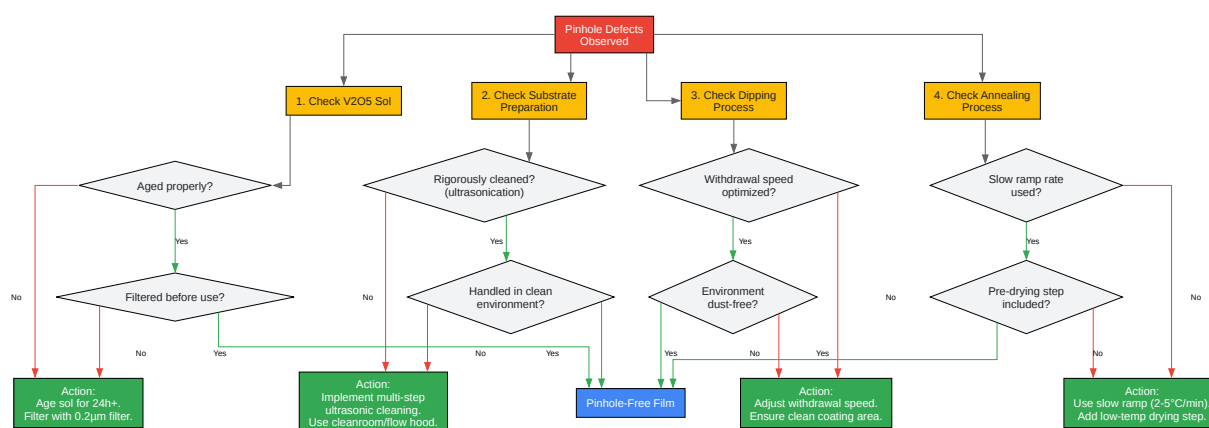 Pinhole Defects
Observed
1. Check V2O5 Sol
2. Check Substrate
Preparation
3. Check Dipping
Process
4. Check Annealing
Process
Aged properly?
Rigorously cleaned?
(ultrasonication)
Withdrawal speed
optimized?
Slow ramp rate
used?
Yes
Yes
Yes
Yes
Filtered before use?
Handled in clean
environment?
Environment
dust-free?
Pre-drying step
included?
No
No
No
No
No
Yes
No
Yes
Yes
No
Yes
No
Action:
Age sol for 24h+.
Filter with 0.2µm filter.
Action:
Implement multi-step
ultrasonic cleaning.
Use cleanroom/flow hood.
Pinhole-Free Film
Action:
Adjust withdrawal speed.
Ensure clean coating area.
Action:
Use slow ramp (2-5°C/min).
Add low-temp drying step.